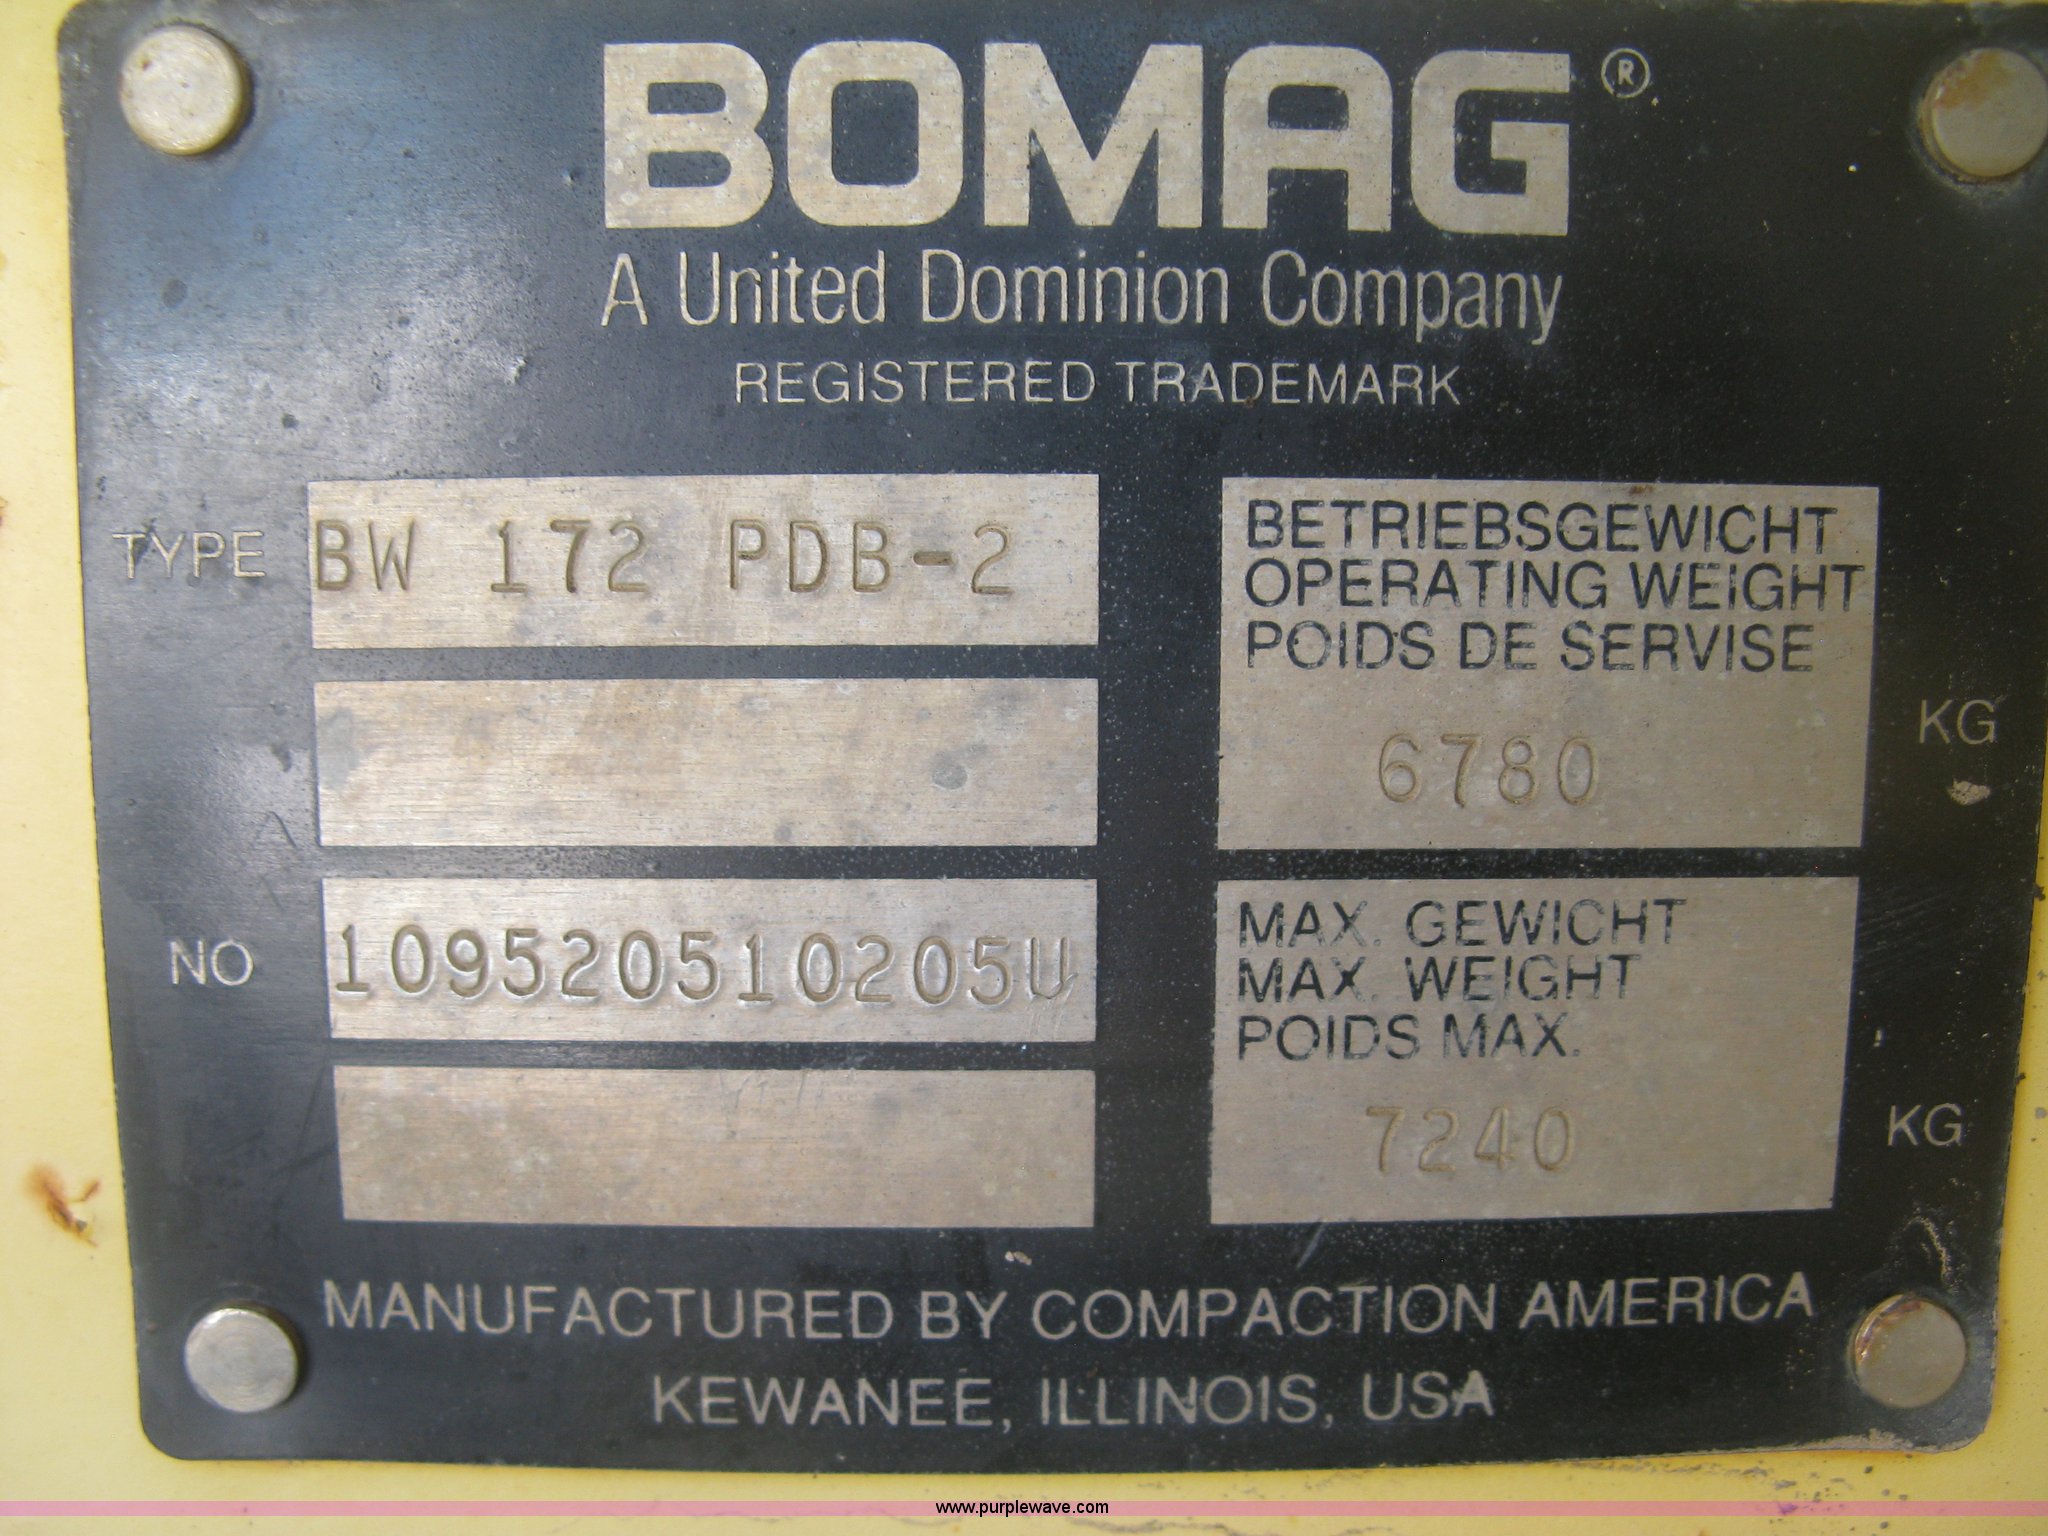 BOMAG®
A United Dominion Company
REGISTERED TRADEMARK
TYPE BW 172 PDB-2
NO 109520510205U
BETRIEBSGEWICHT
OPERATING WEIGHT
POIDS DE SERVISE
6780 KG
MAX. GEWICHT
MAX. WEIGHT
POIDS MAX.
7240 KG
MANUFACTURED BY COMPACTION AMERICA
KEWANEE, ILLINOIS, USA
www.purplewave.com